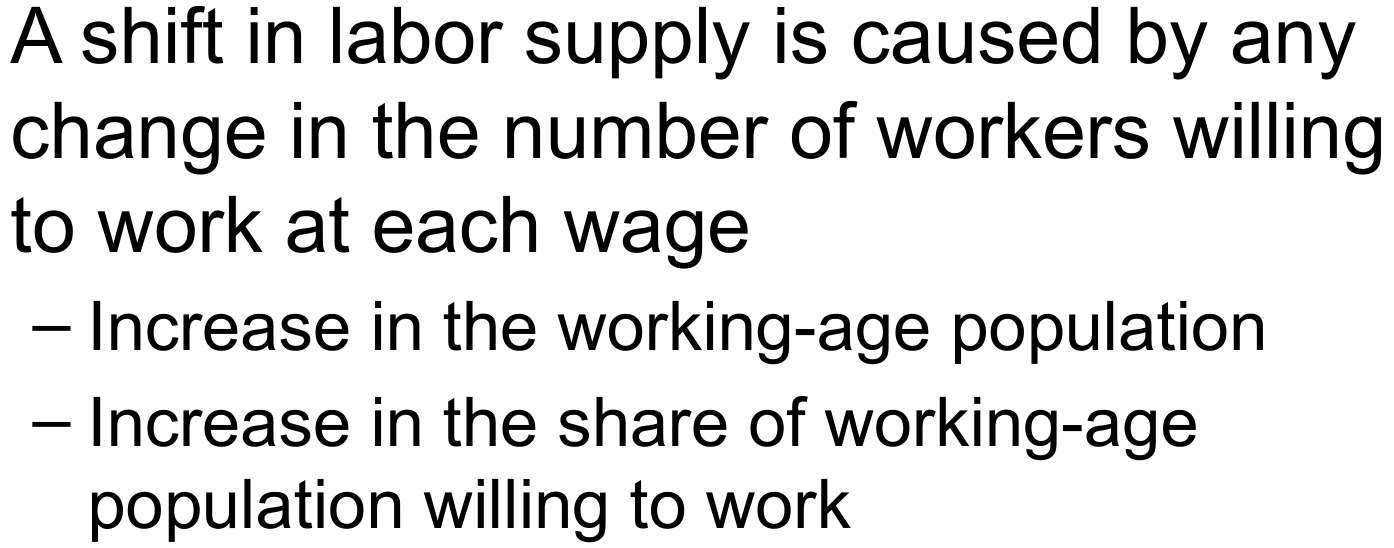 A shift in labor supply is caused by any
change in the number of workers willing
to work at each wage
– Increase in the working-age population
– Increase in the share of working-age
population willing to work